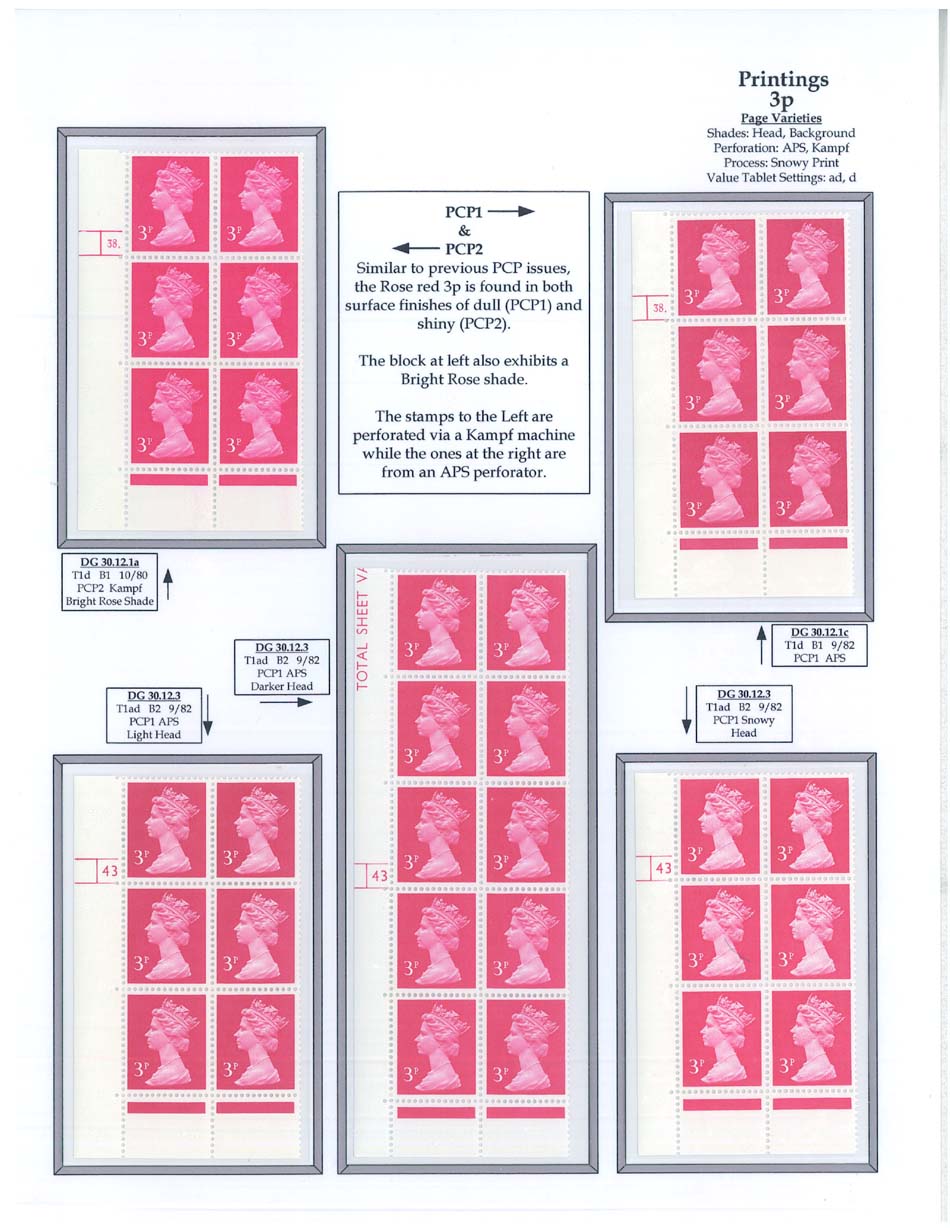 Printings
3p
Page Varieties
Shades: Head, Background
Perforation: APS, Kampf
Process: Snowy Print
Value Tablet Settings: ad, d
3P 3P
38.
3P 3P
3P 3P
PCP1
&
PCP2
Similar to previous PCP issues,
the Rose red 3p is found in both
surface finishes of dull (PCP1) and
shiny (PCP2).
The block at left also exhibits a
Bright Rose shade.
The stamps to the Left are
perforated via a Kampf machine
while the ones at the right are
from an APS perforator.
3P 3P
38.
3P 3P
3P 3P
DG 30.12.1a
T1d B1 10/80
PCP2 Kampf
Bright Rose Shade
DG 30.12.1c
T1d B1 9/82
PCP1 APS
DG 30.12.3
T1ad B2 9/82
PCP1 APS
Darker Head
DG 30.12.3
T1ad B2 9/82
PCP1 APS
Light Head
DG 30.12.3
T1ad B2 9/82
PCP1 Snowy
Head
TOTAL SHEET VA
3P 3P
3P 3P
3P 3P
43
3P 3P
3P 3P
3P 3P
43
3P 3P
3P 3P
3P 3P
43
3P 3P
3P 3P